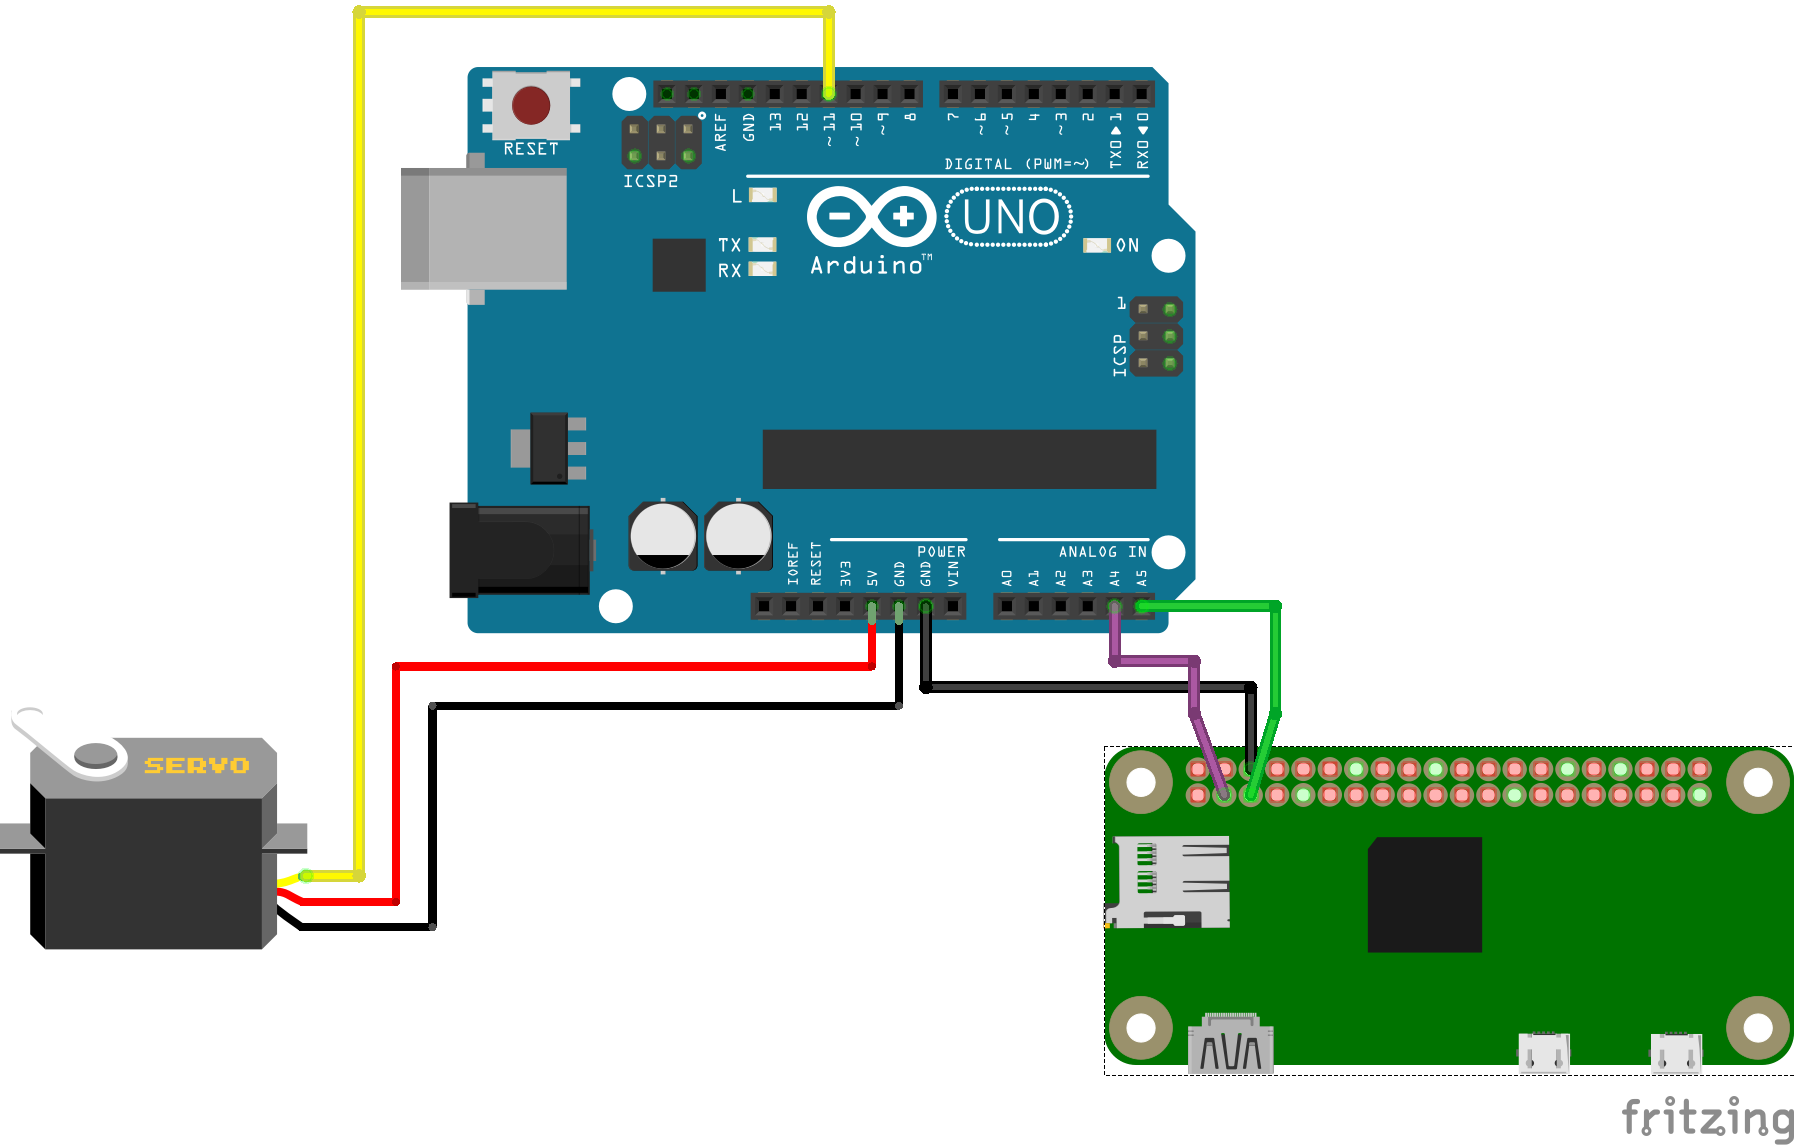 RESET
ICSP2
AREF
GND
13
12
~11
~10
~9
8
7
~6
~5
4
~3
2
TX0▶1
RX0◀0
DIGITAL (PWM=~)
L
TX
RX
UNO
Arduino™
ON
1
ICSP
POWER
ANALOG IN
IOREF
RESET
3V3
5V
GND
GND
VIN
A0
A1
A2
A3
A4
A5
SERVO
fritzing